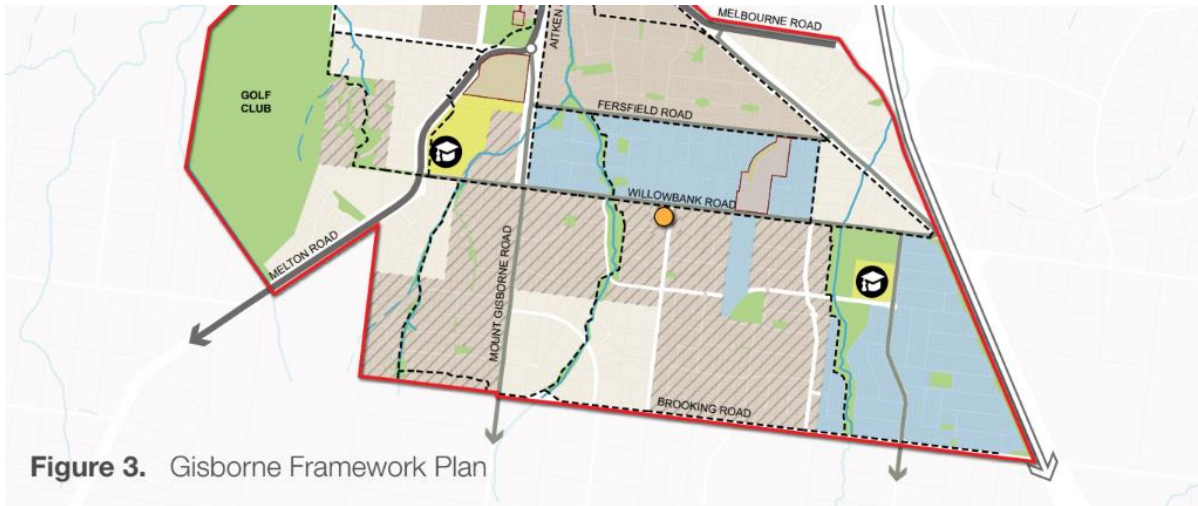 MELBOURNE ROAD
AITKEN
GOLF
CLUB
FERSFIELD ROAD
WILLOWBANK ROAD
MELTON ROAD
MOUNT GISBORNE ROAD
BROOKING ROAD
Figure 3. Gisborne Framework Plan